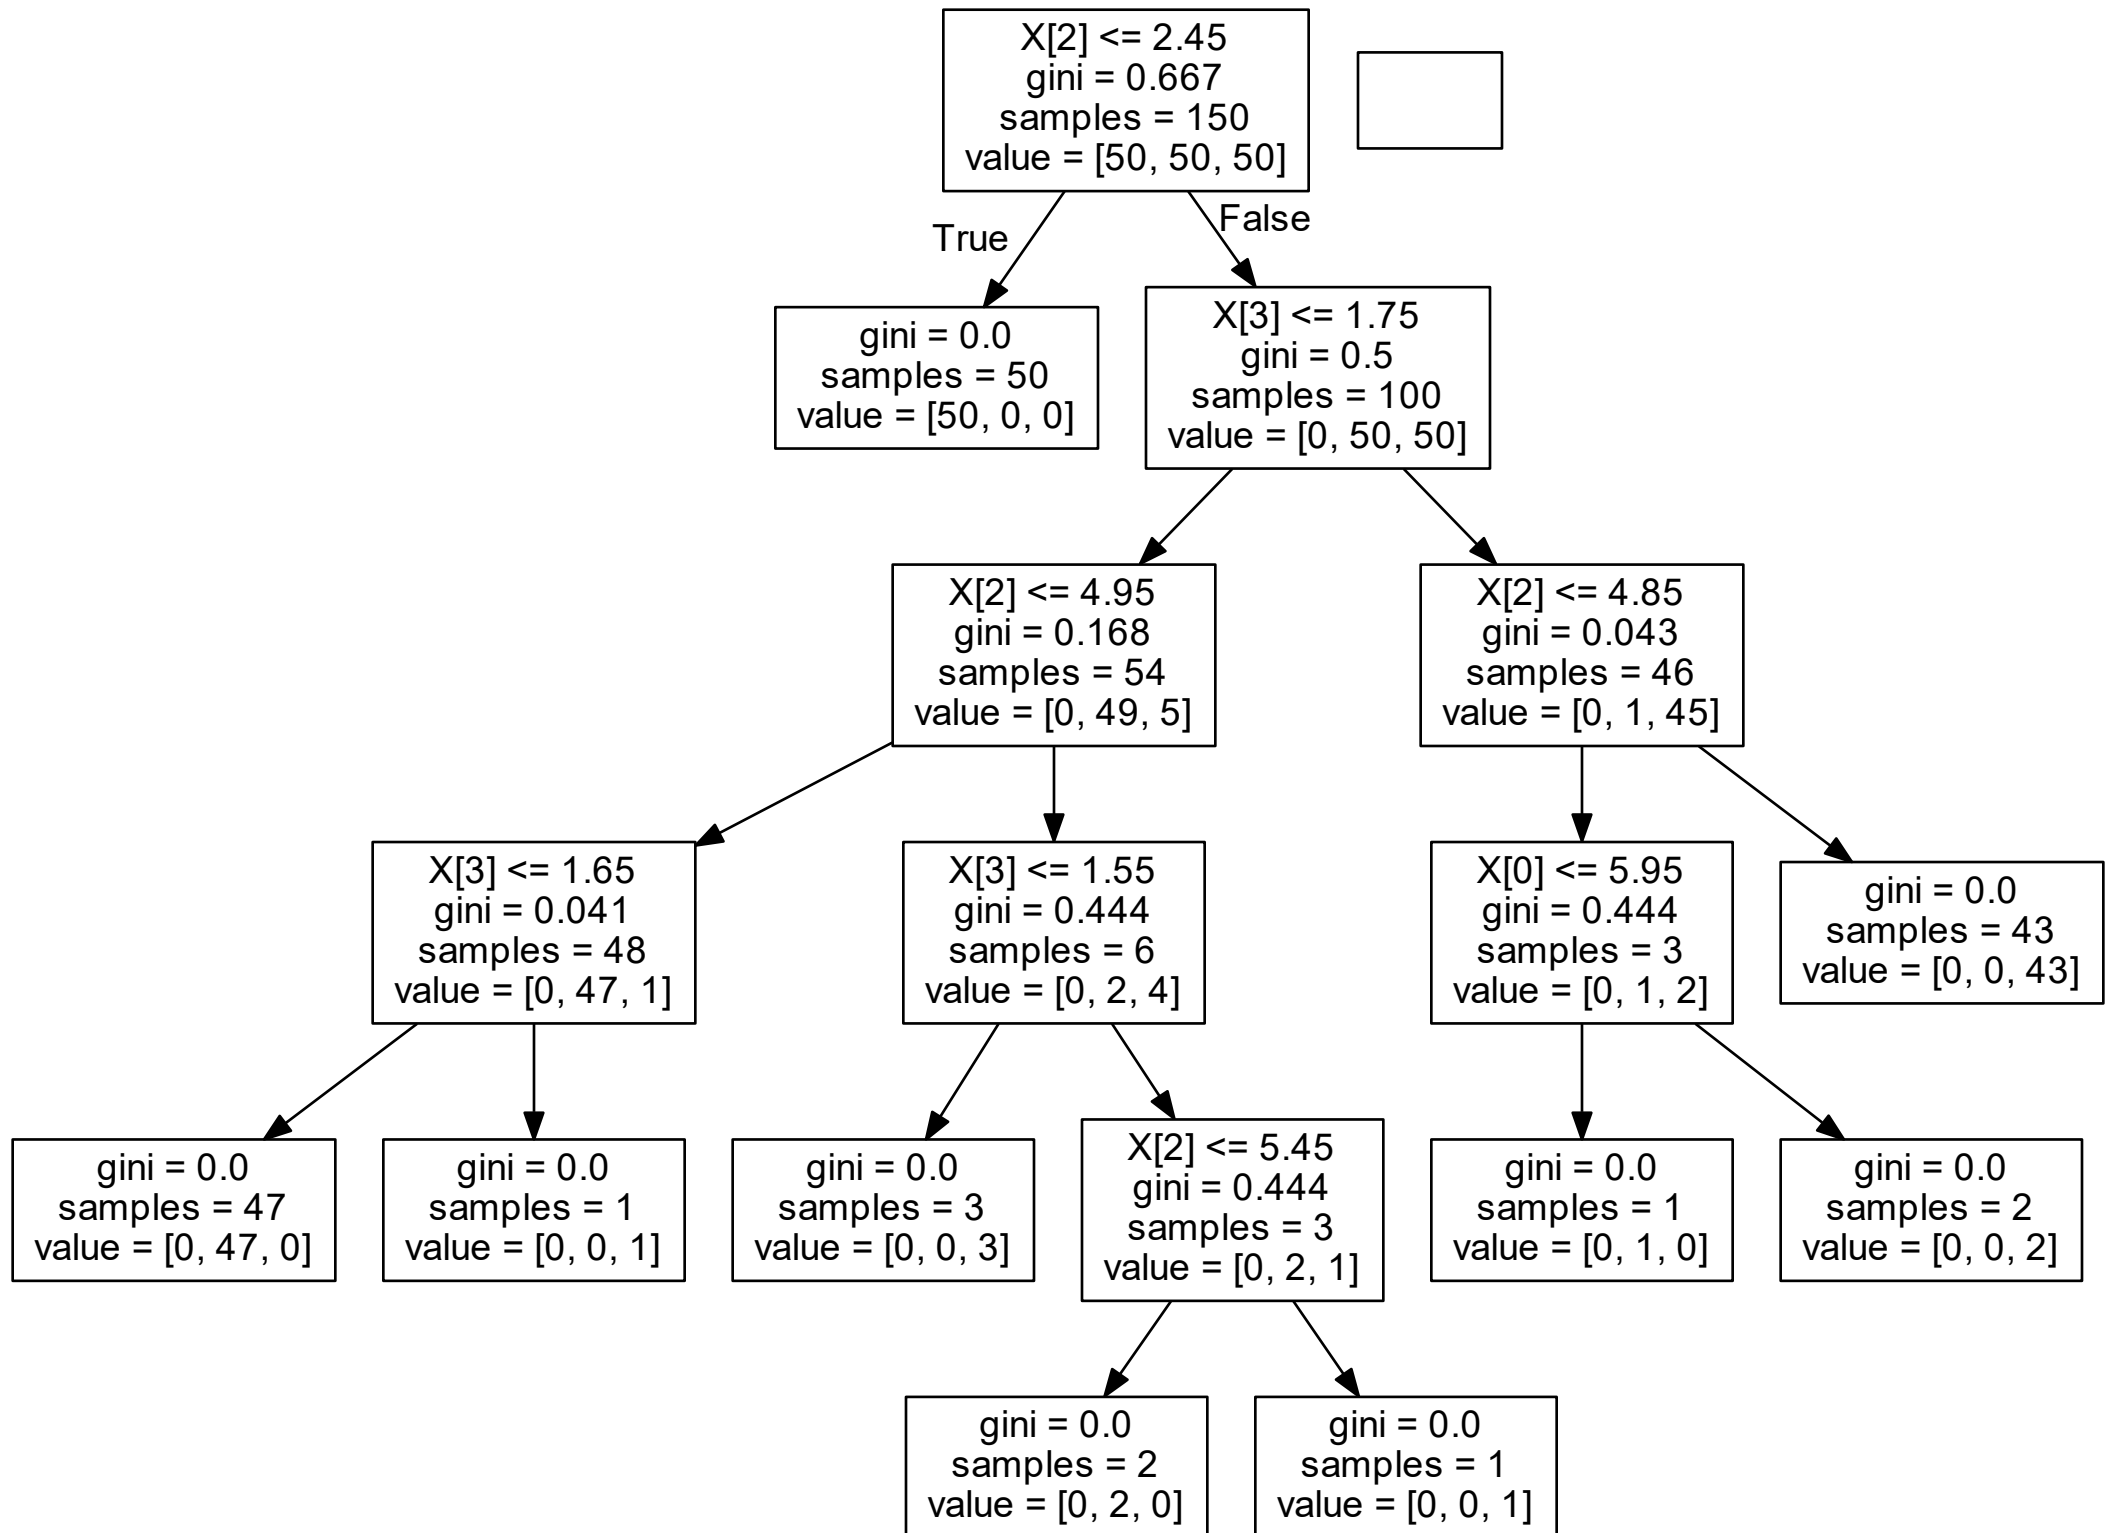 X[2] <= 2.45
gini = 0.667
samples = 150
value = [50, 50, 50]
True
False
gini = 0.0
samples = 50
value = [50, 0, 0]
X[3] <= 1.75
gini = 0.5
samples = 100
value = [0, 50, 50]
X[2] <= 4.95
gini = 0.168
samples = 54
value = [0, 49, 5]
X[2] <= 4.85
gini = 0.043
samples = 46
value = [0, 1, 45]
X[3] <= 1.65
gini = 0.041
samples = 48
value = [0, 47, 1]
X[3] <= 1.55
gini = 0.444
samples = 6
value = [0, 2, 4]
X[0] <= 5.95
gini = 0.444
samples = 3
value = [0, 1, 2]
gini = 0.0
samples = 43
value = [0, 0, 43]
gini = 0.0
samples = 47
value = [0, 47, 0]
gini = 0.0
samples = 1
value = [0, 0, 1]
gini = 0.0
samples = 3
value = [0, 0, 3]
X[2] <= 5.45
gini = 0.444
samples = 3
value = [0, 2, 1]
gini = 0.0
samples = 1
value = [0, 1, 0]
gini = 0.0
samples = 2
value = [0, 0, 2]
gini = 0.0
samples = 2
value = [0, 2, 0]
gini = 0.0
samples = 1
value = [0, 0, 1]